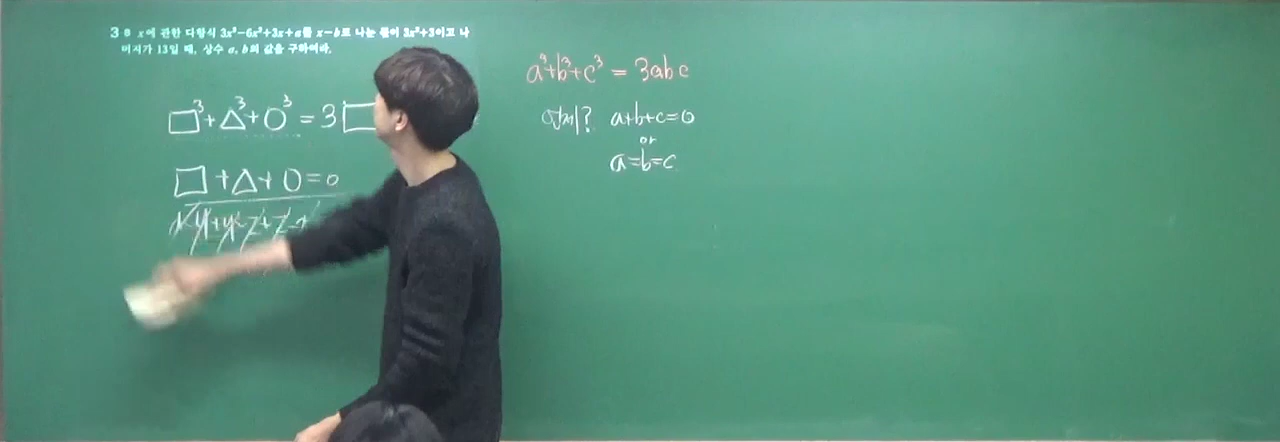 3 x에 관한 다항식 3x³-6x²+3x+a를 x-b로 나눈 몫이 3x²+3이고 나
머지가 13일 때, 상수 a, b의 값을 구하여라.
□³+△³+○³=3□
□+△+○=0
a³+b³+c³=3abc
언제? a+b+c=0
or
a=b=c